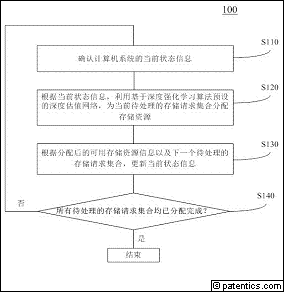 100
S110
确认计算机系统的当前状态信息
S120
根据当前状态信息，利用基于深度强化学习算法预设
的深度估值网络，为当前待处理的存储请求集合分配
存储资源
S130
根据分配后的可用存储资源信息以及下一个待处理的
存储请求集合，更新当前状态信息
S140
否
所有待处理的存储请求集合均已分配完成？
是
结束
© patentics.com